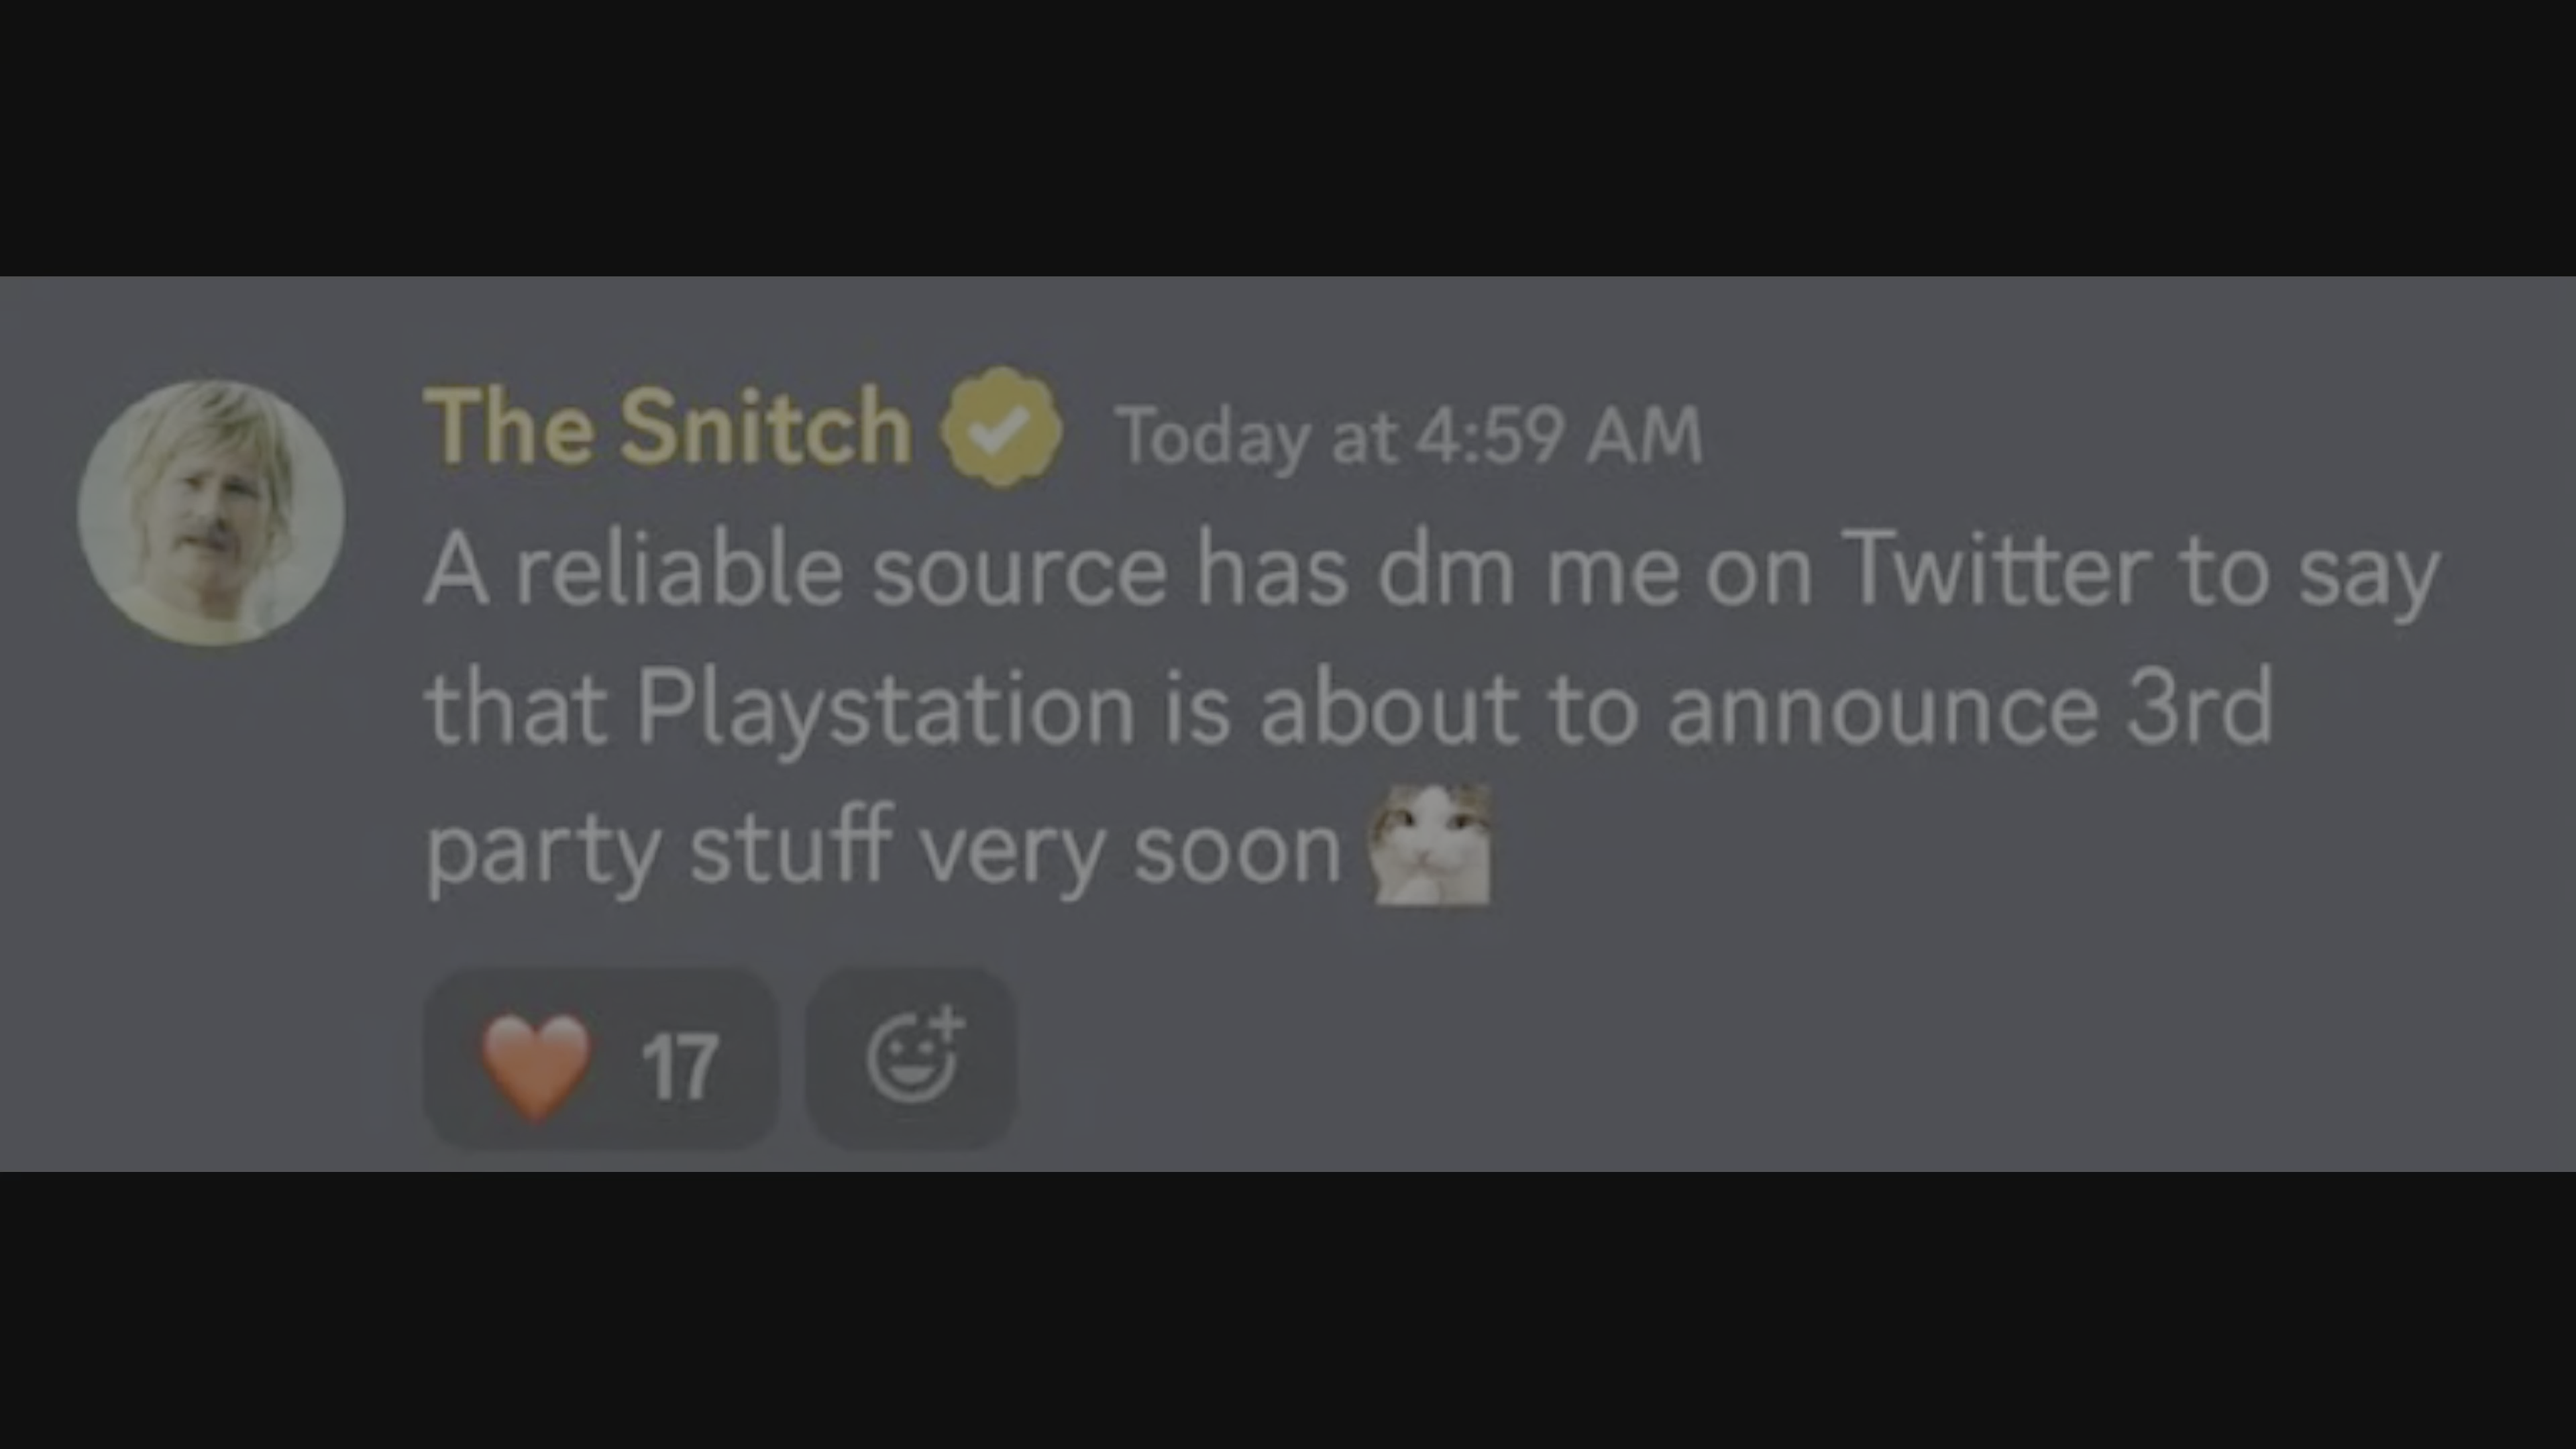 The Snitch Today at 4:59 AM
A reliable source has dm me on Twitter to say
that Playstation is about to announce 3rd
party stuff very soon
17